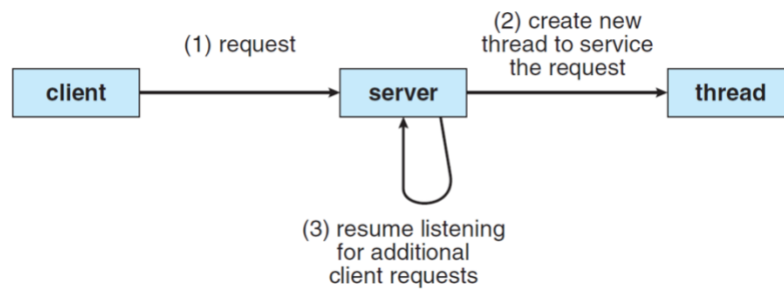 (1) request
(2) create new
thread to service
the request
client
server
thread
(3) resume listening
for additional
client requests